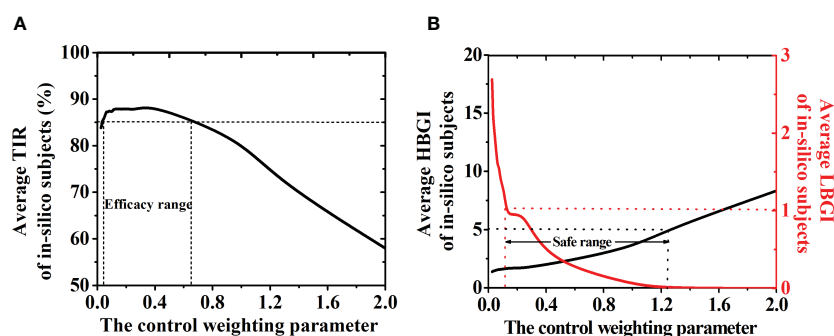 A
100
90
80
70
60
50
Average TIR
of in-silico subjects (%)
Efficacy range
0.0 0.4 0.8 1.2 1.6 2.0
The control weighting parameter
B
20
15
10
5
0
Average HBGI
of in-silico subjects
Safe range
3
2
1
0
Average LBGI
of in-silico subjects
0.0 0.4 0.8 1.2 1.6 2.0
The control weighting parameter